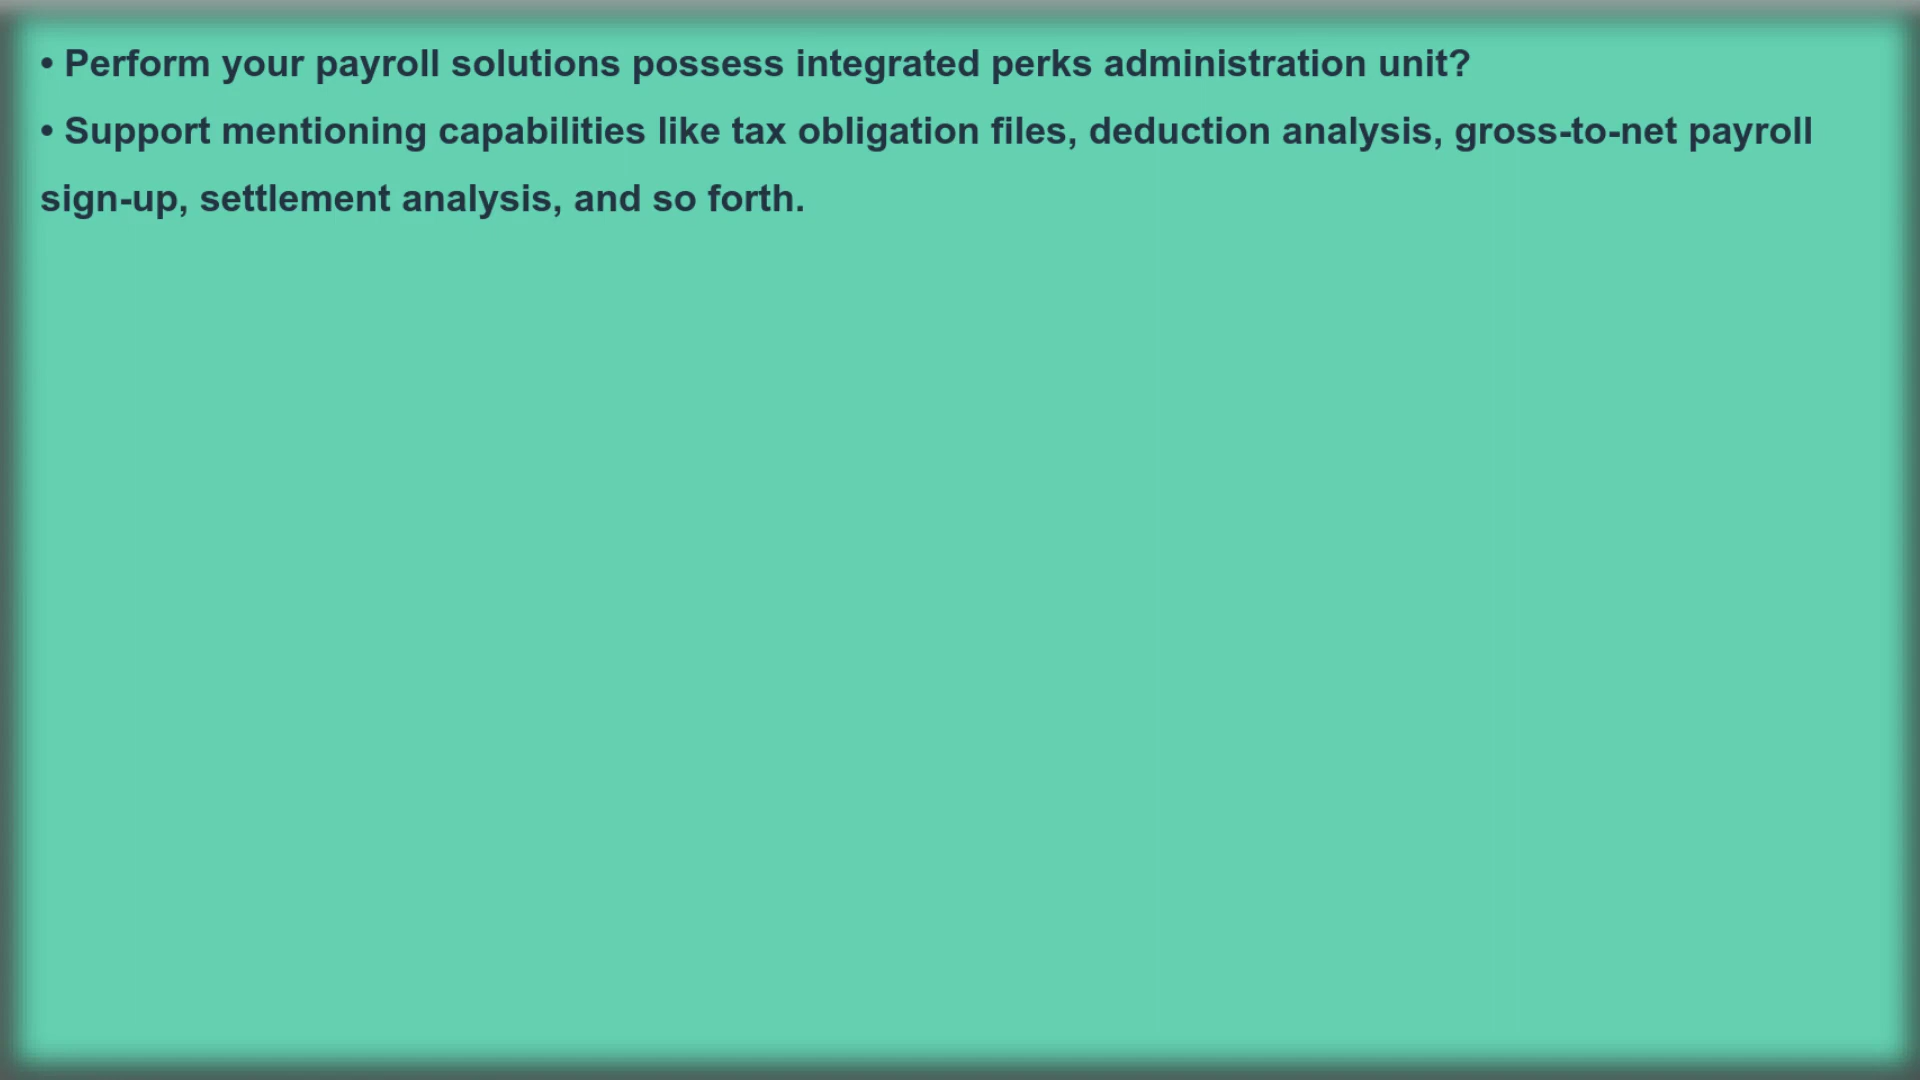 • Perform your payroll solutions possess integrated perks administration unit?
• Support mentioning capabilities like tax obligation files, deduction analysis, gross-to-net payroll
sign-up, settlement analysis, and so forth.